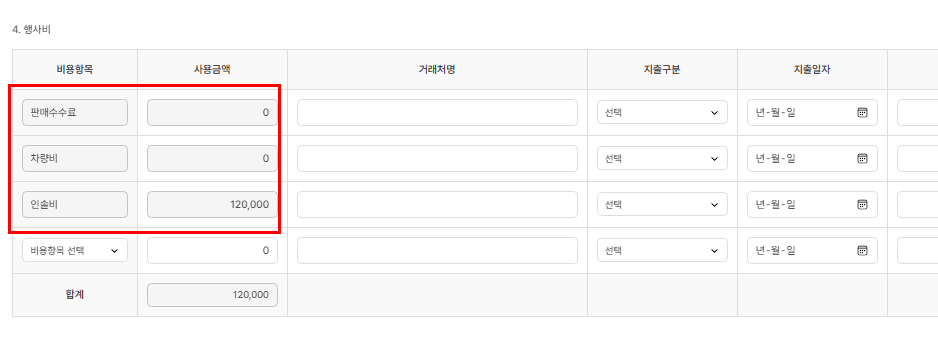 4. 행사비
비용항목 사용금액 거래처명 지출구분 지출일자
판매수수료 0 선택 년-월-일
차량비 0 선택 년-월-일
인솔비 120,000 선택 년-월-일
비용항목 선택 0 선택 년-월-일
합계 120,000